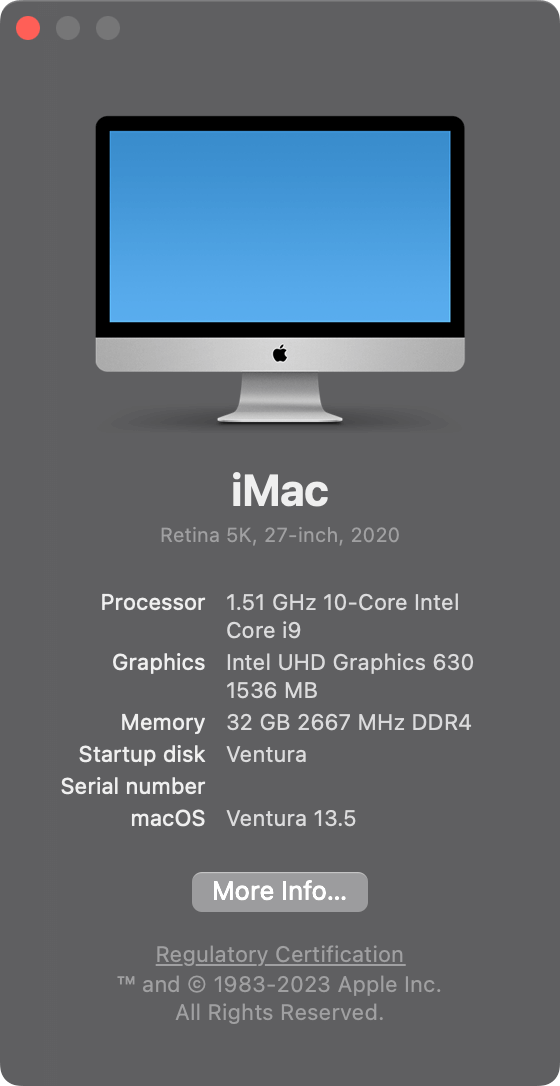 iMac
Retina 5K, 27-inch, 2020
Processor 1.51 GHz 10-Core Intel
Core i9
Graphics Intel UHD Graphics 630
1536 MB
Memory 32 GB 2667 MHz DDR4
Startup disk Ventura
Serial number
macOS Ventura 13.5
More Info...
Regulatory Certification
™ and © 1983-2023 Apple Inc.
All Rights Reserved.